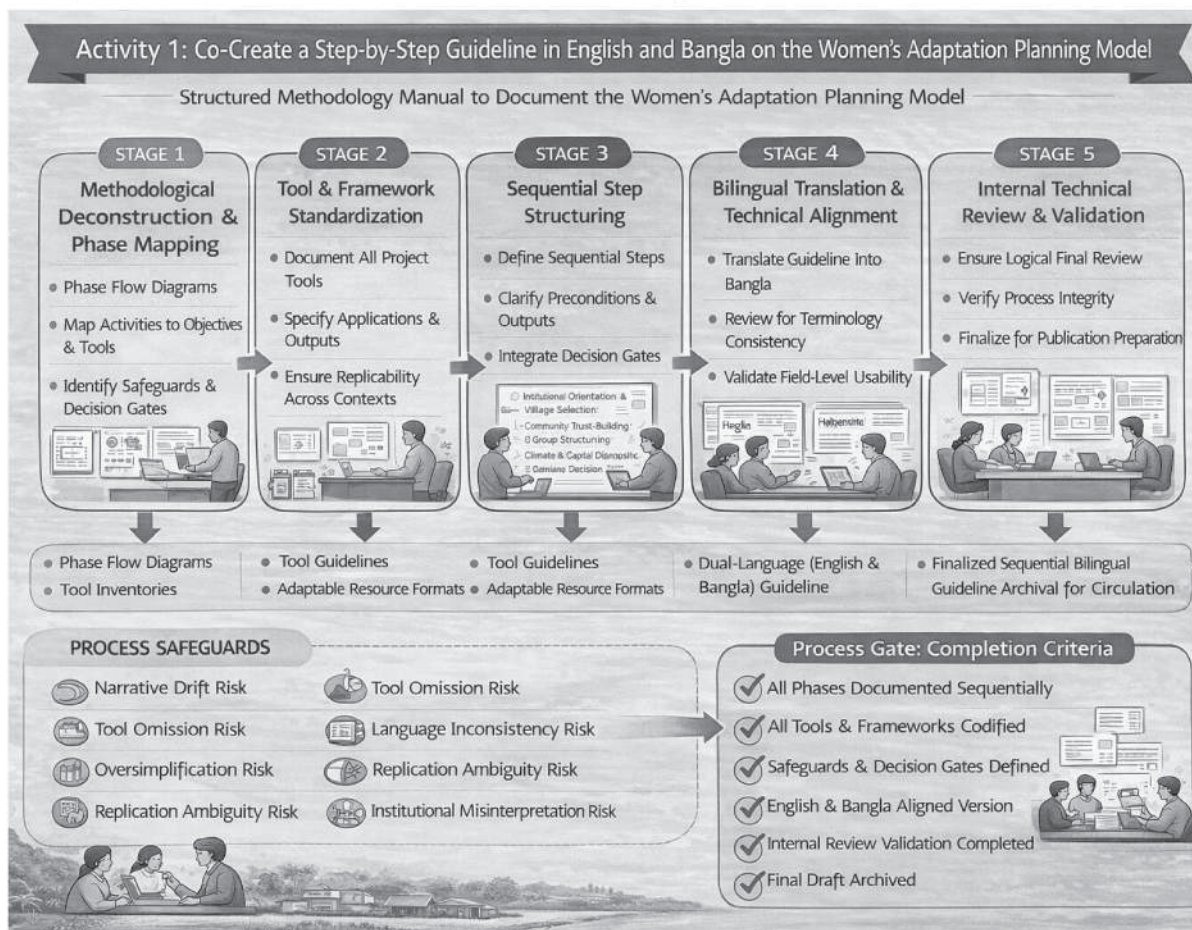 Activity 1: Co-Create a Step-by-Step Guideline in English and Bangla on the Women's Adaptation Planning Model
Structured Methodology Manual to Document the Women's Adaptation Planning Model
STAGE 1
Methodological
Deconstruction &
Phase Mapping
• Phase Flow Diagrams
• Map Activities to Objectives
& Tools
• Identify Safeguards &
Decision Gates
STAGE 2
Tool & Framework
Standardization
• Document All Project
Tools
• Specify Applications &
Outputs
• Ensure Replicability
Across Contexts
STAGE 3
Sequential Step
Structuring
• Define Sequential Steps
• Clarify Preconditions &
Outputs
• Integrate Decision Gates
Institutional Orientation &
Village Selection
Community Trust-Building
Group Structuring
Climate & Capital
Decision
STAGE 4
Bilingual Translation &
Technical Alignment
• Translate Guideline Into
Bangla
• Review for Terminology
Consistency
• Validate Field-Level Usability
STAGE 5
Internal Technical
Review & Validation
• Ensure Logical Final Review
• Verify Process Integrity
• Finalize for Publication Preparation
• Phase Flow Diagrams
• Tool Inventories
• Tool Guidelines
• Adaptable Resource Formats
• Tool Guidelines
• Adaptable Resource Formats
• Dual-Language (English &
Bangla) Guideline
• Finalized Sequential Bilingual
Guideline Archival for Circulation
PROCESS SAFEGUARDS
Narrative Drift Risk
Tool Omission Risk
Oversimplification Risk
Replication Ambiguity Risk
Tool Omission Risk
Language Inconsistency Risk
Replication Ambiguity Risk
Institutional Misinterpretation Risk
Process Gate: Completion Criteria
All Phases Documented Sequentially
All Tools & Frameworks Codified
Safeguards & Decision Gates Defined
English & Bangla Aligned Version
Internal Review Validation Completed
Final Draft Archived